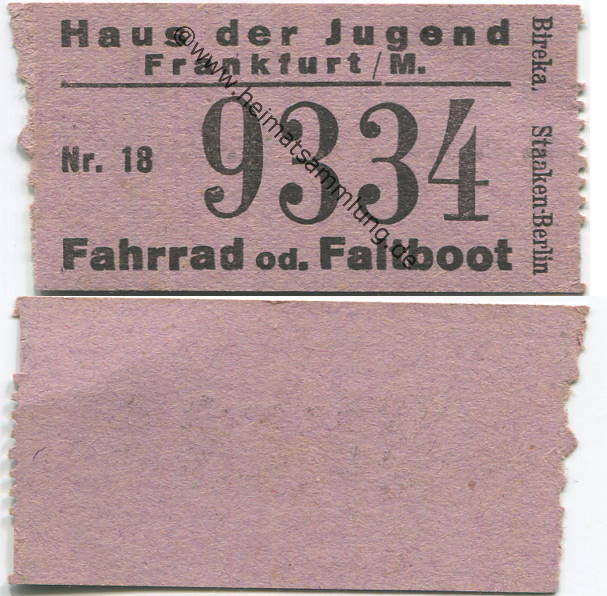 Haus der Jugend
Frankfurt/M.
Nr. 18
9334
Fahrrad od. Faltboot
Bireka. Staaken-Berlin
©www.heimatsammlung.de